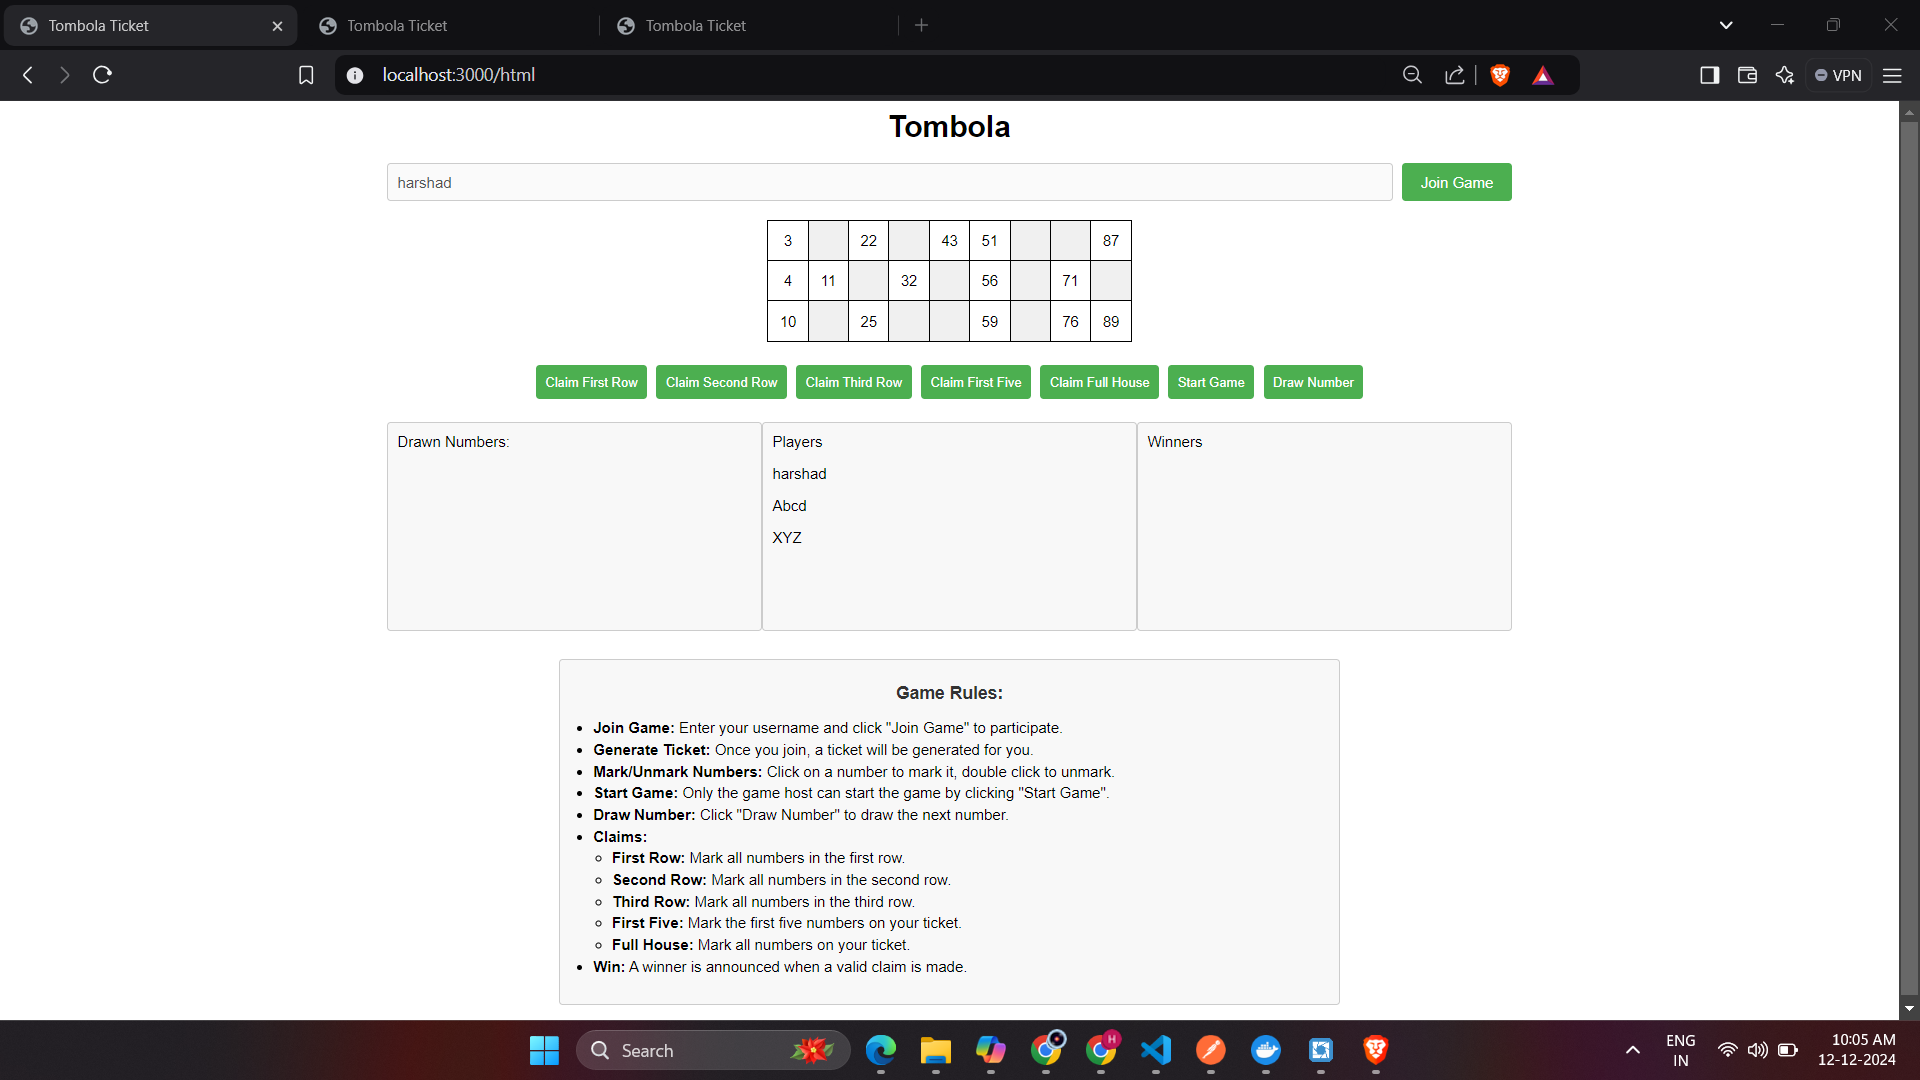 Tombola Ticket
Tombola Ticket
Tombola Ticket
localhost:3000/html
VPN
Tombola
harshad
Join Game
3 22 43 51 87
4 11 32 56 71
10 25 59 76 89
Claim First Row
Claim Second Row
Claim Third Row
Claim First Five
Claim Full House
Start Game
Draw Number
Drawn Numbers:
Players
harshad
Abcd
XYZ
Winners
Game Rules:
Join Game: Enter your username and click "Join Game" to participate.
Generate Ticket: Once you join, a ticket will be generated for you.
Mark/Unmark Numbers: Click on a number to mark it, double click to unmark.
Start Game: Only the game host can start the game by clicking "Start Game".
Draw Number: Click "Draw Number" to draw the next number.
Claims:
First Row: Mark all numbers in the first row.
Second Row: Mark all numbers in the second row.
Third Row: Mark all numbers in the third row.
First Five: Mark the first five numbers on your ticket.
Full House: Mark all numbers on your ticket.
Win: A winner is announced when a valid claim is made.
Search
H
ENG
IN
10:05 AM
12-12-2024